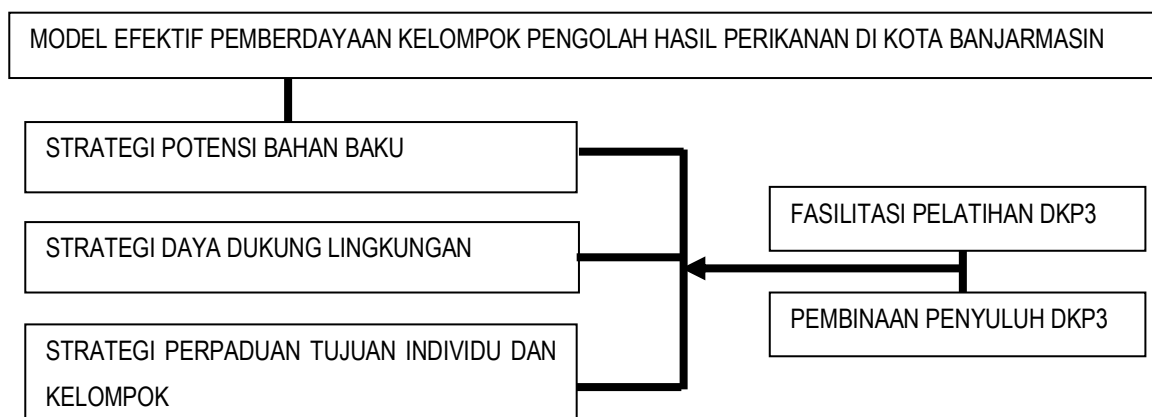 MODEL EFEKTIF PEMBERDAYAAN KELOMPOK PENGOLAH HASIL PERIKANAN DI KOTA BANJARMASIN
STRATEGI POTENSI BAHAN BAKU
STRATEGI DAYA DUKUNG LINGKUNGAN
STRATEGI PERPADUAN TUJUAN INDIVIDU DAN
KELOMPOK
FASILITASI PELATIHAN DKP3
PEMBINAAN PENYULUH DKP3